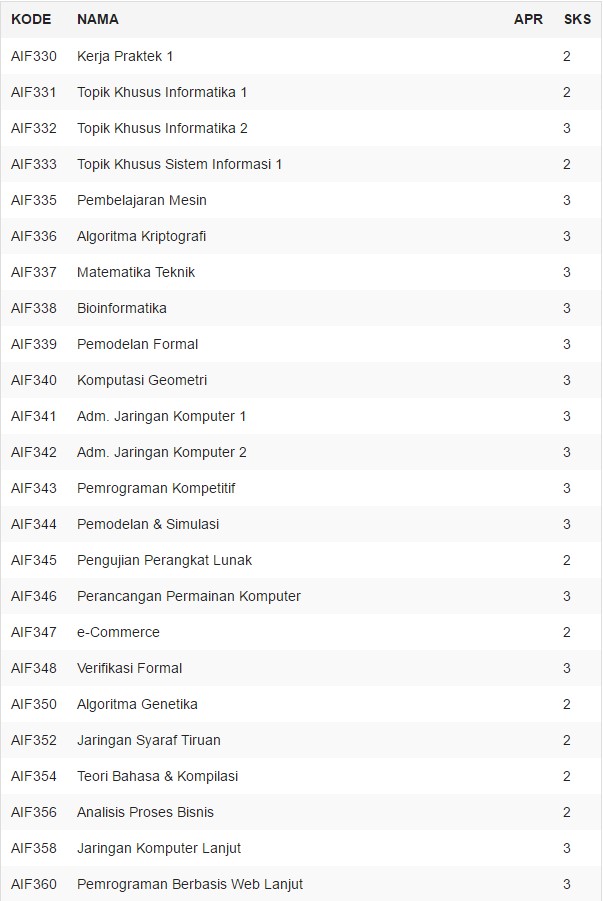 KODE NAMA APR SKS
AIF330 Kerja Praktek 1 2
AIF331 Topik Khusus Informatika 1 2
AIF332 Topik Khusus Informatika 2 3
AIF333 Topik Khusus Sistem Informasi 1 2
AIF335 Pembelajaran Mesin 3
AIF336 Algoritma Kriptografi 3
AIF337 Matematika Teknik 3
AIF338 Bioinformatika 3
AIF339 Pemodelan Formal 3
AIF340 Komputasi Geometri 3
AIF341 Adm. Jaringan Komputer 1 3
AIF342 Adm. Jaringan Komputer 2 3
AIF343 Pemrograman Kompetitif 3
AIF344 Pemodelan & Simulasi 3
AIF345 Pengujian Perangkat Lunak 2
AIF346 Perancangan Permainan Komputer 3
AIF347 e-Commerce 2
AIF348 Verifikasi Formal 3
AIF350 Algoritma Genetika 2
AIF352 Jaringan Syaraf Tiruan 2
AIF354 Teori Bahasa & Kompilasi 2
AIF356 Analisis Proses Bisnis 2
AIF358 Jaringan Komputer Lanjut 3
AIF360 Pemrograman Berbasis Web Lanjut 3